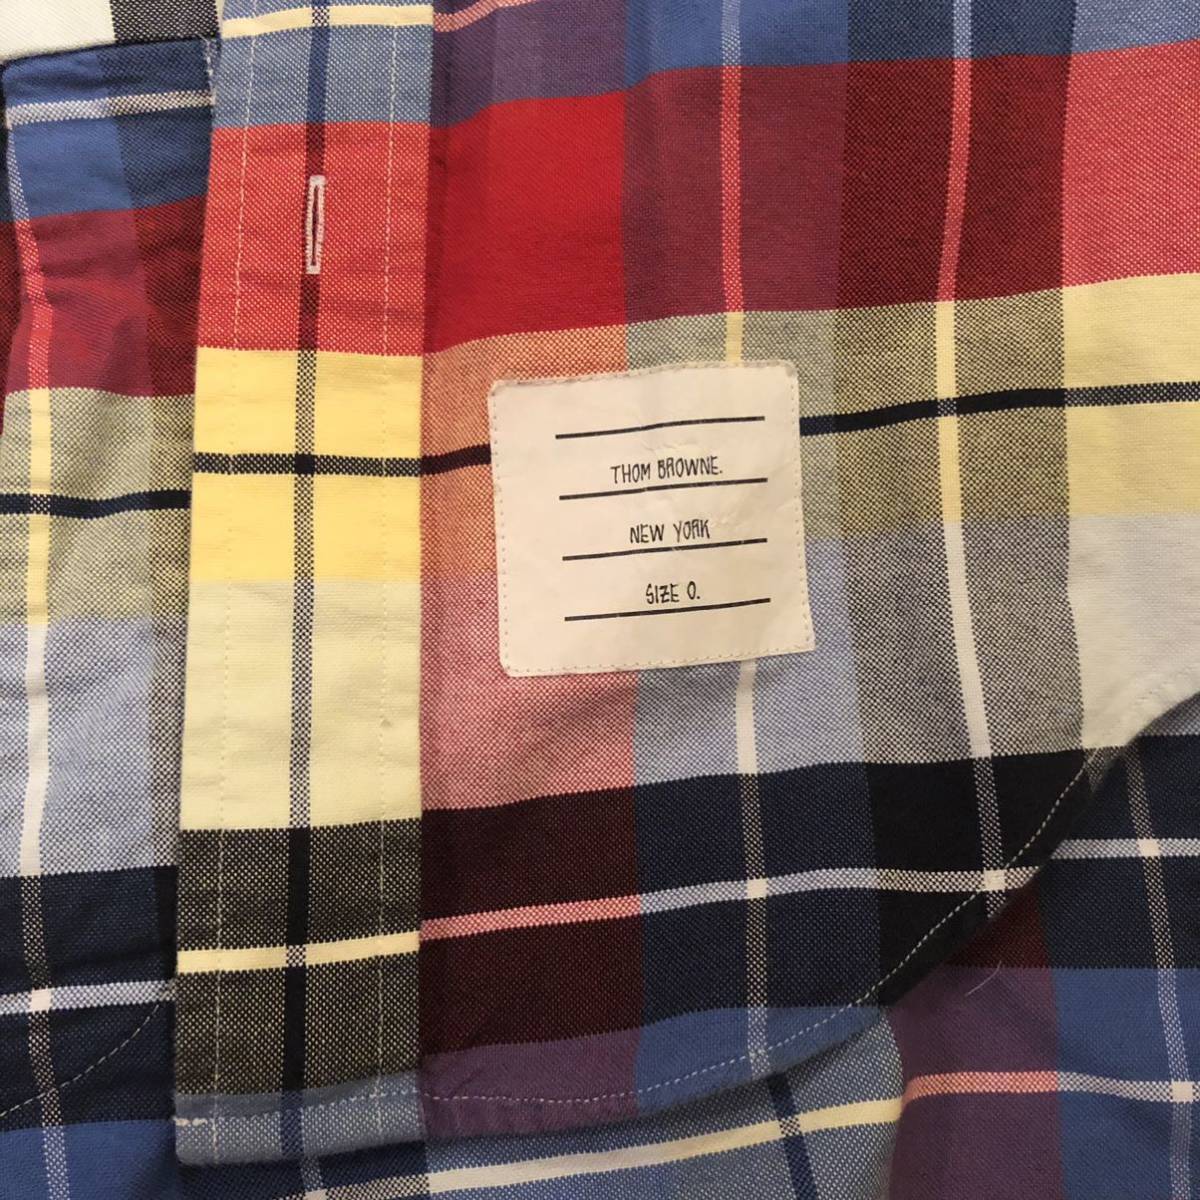 THOM BROWNE.
NEW YORK
SIZE 0.